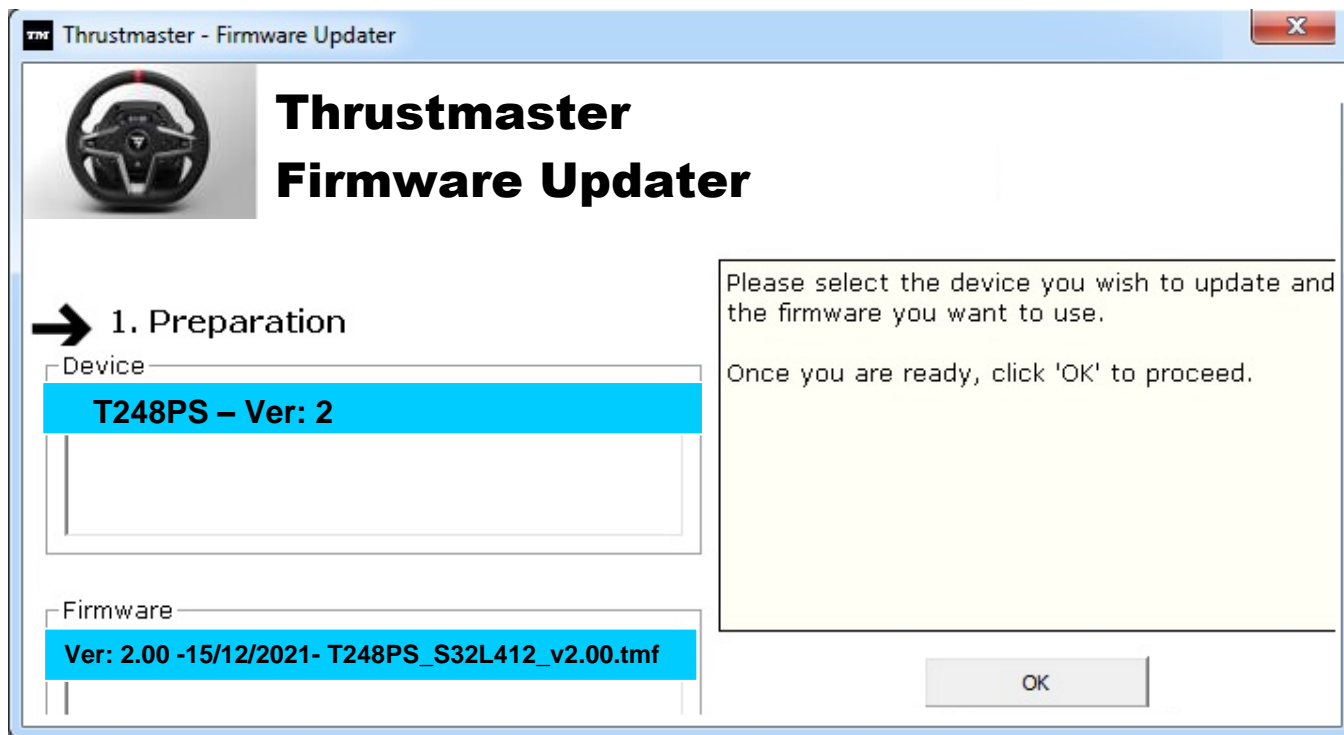 Thrustmaster - Firmware Updater
Thrustmaster
Firmware Updater
1. Preparation
Device
T248PS – Ver: 2
Firmware
Ver: 2.00 -15/12/2021- T248PS_S32L412_v2.00.tmf
Please select the device you wish to update and
the firmware you want to use.
Once you are ready, click 'OK' to proceed.
OK